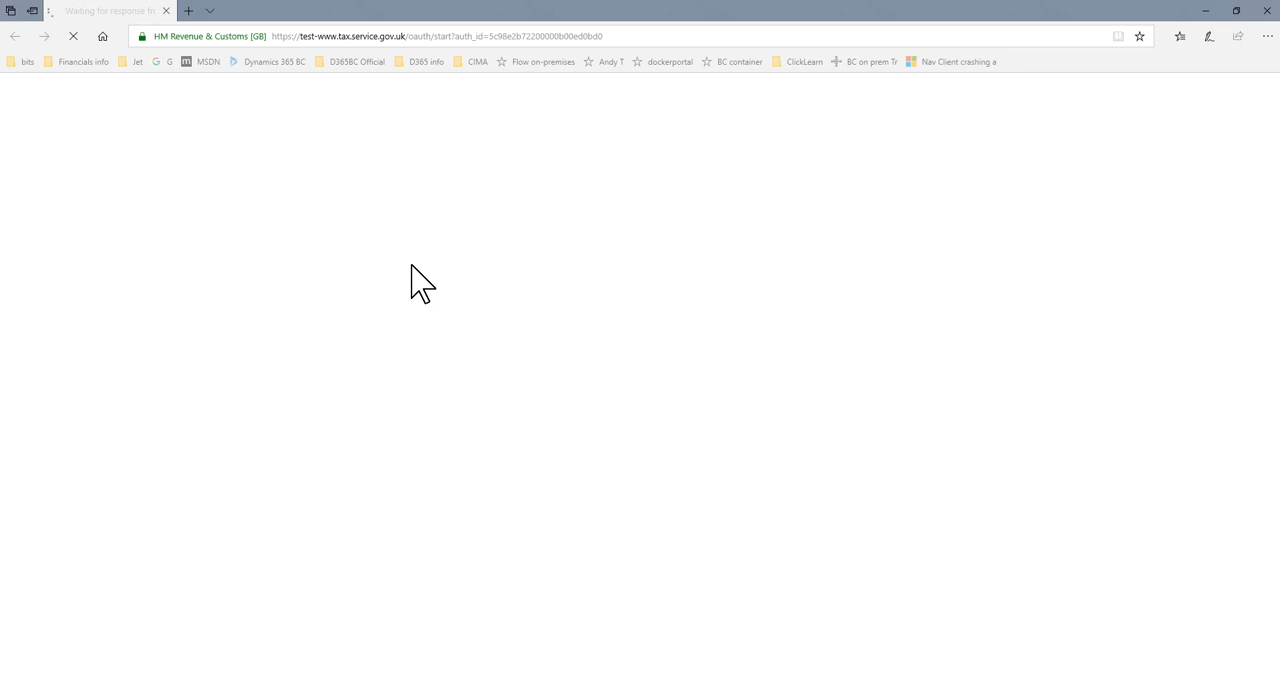 Waiting for response fr
HM Revenue & Customs [GB] https://test-www.tax.service.gov.uk/oauth/start?auth_id=5c98e2b72200000b00ed0bd0
bits Financials info Jet G G m MSDN Dynamics 365 BC D365BC Official D365 info CIMA Flow on-premises Andy T dockerportal BC container ClickLearn BC on prem Tr Nav Client crashing a